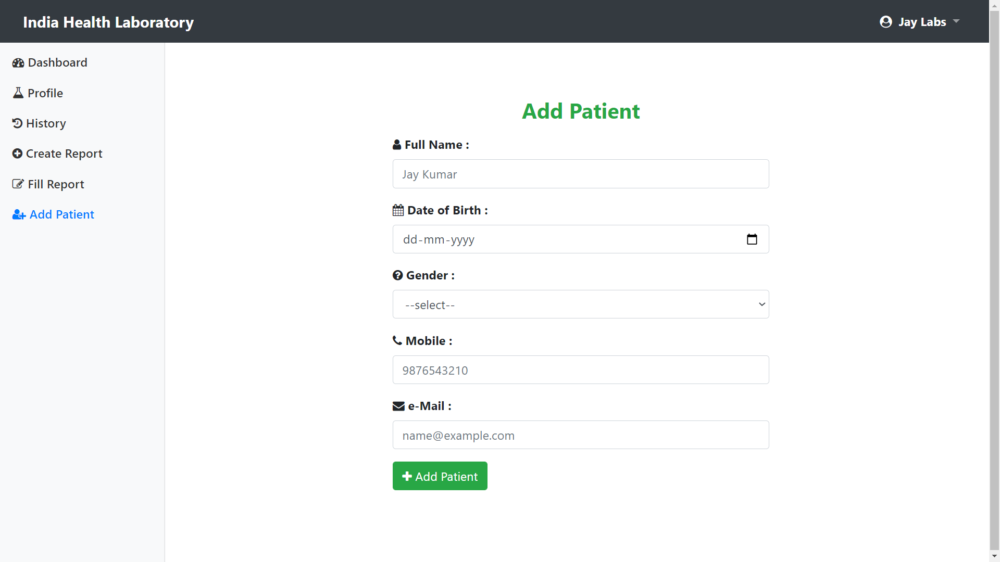 India Health Laboratory
Jay Labs
Dashboard
Profile
History
Create Report
Fill Report
Add Patient
Add Patient
Full Name :
Jay Kumar
Date of Birth :
dd-mm-yyyy
Gender :
--select--
Mobile :
9876543210
e-Mail :
name@example.com
Add Patient